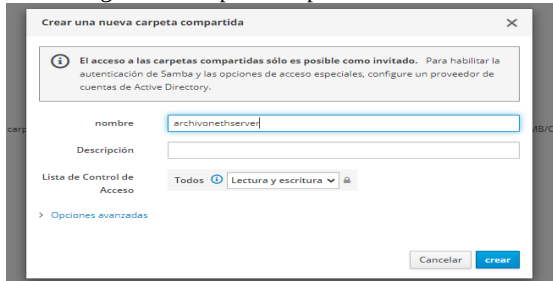 Crear una nueva carpeta compartida
El acceso a las carpetas compartidas sólo es posible como invitado. Para habilitar la
autenticación de Samba y las opciones de acceso especiales, configure un proveedor de
cuentas de Active Directory.
nombre archivonethserver
Descripción
Lista de Control de
Acceso
Todos Lectura y escritura
Opciones avanzadas
Cancelar crear